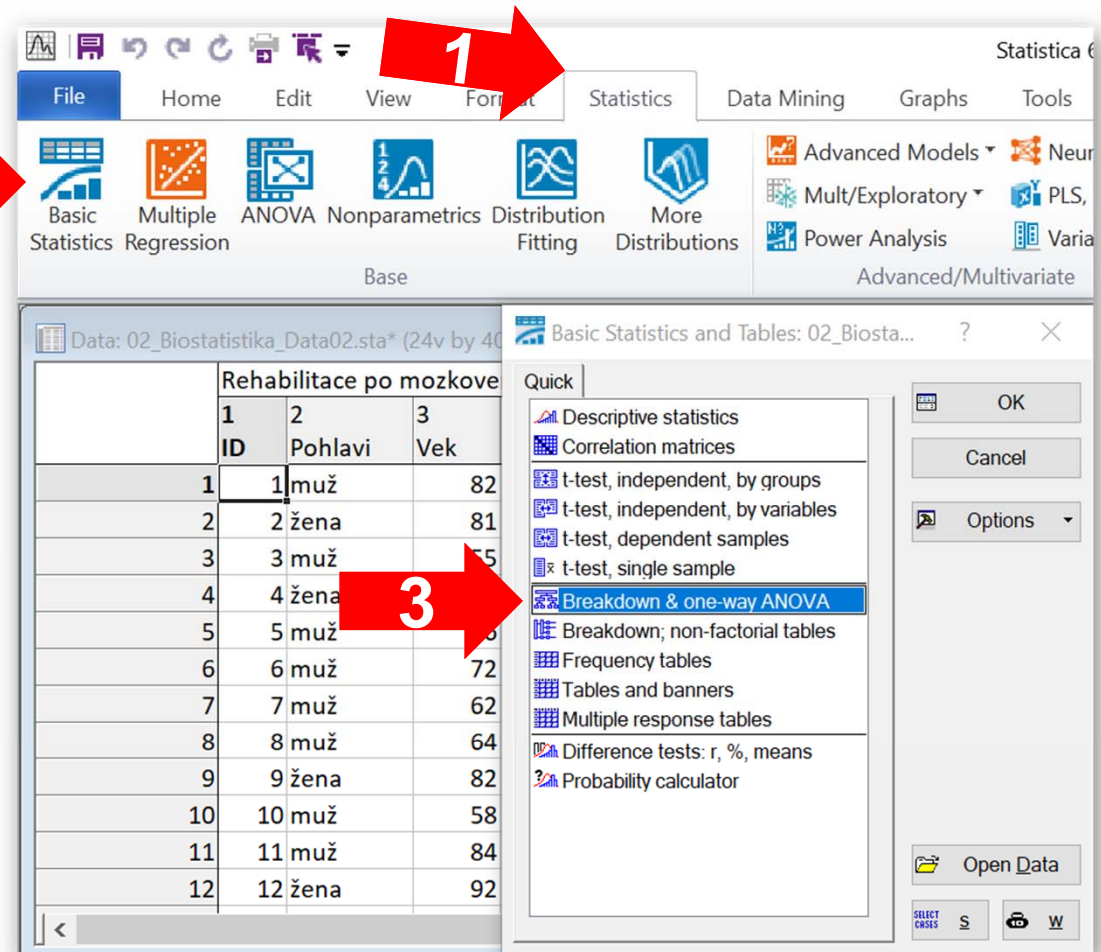 1
Statistica 6
File Home Edit View Format Statistics Data Mining Graphs Tools
Basic Statistics
Multiple Regression
ANOVA
Nonparametrics
Distribution Fitting
More Distributions
Advanced Models
Mult/Exploratory
Power Analysis
Neur
PLS,
Varia
Base
Advanced/Multivariate
Data: 02_Biostatistika_Data02.sta* (24v by 40
Rehabilitace po mozkove
1 2 3
ID Pohlavi Vek
1 1 muž 82
2 2 žena 81
3 3 muž 55
4 4 žena
5 5 muž 6
6 6 muž 72
7 7 muž 62
8 8 muž 64
9 9 žena 82
10 10 muž 58
11 11 muž 84
12 12 žena 92
3
Basic Statistics and Tables: 02_Biosta... ?
Quick
Descriptive statistics
Correlation matrices
t-test, independent, by groups
t-test, independent, by variables
t-test, dependent samples
t-test, single sample
Breakdown & one-way ANOVA
Breakdown; non-factorial tables
Frequency tables
Tables and banners
Multiple response tables
Difference tests: r, %, means
Probability calculator
OK
Cancel
Options
Open Data
SELECT CASES S
W